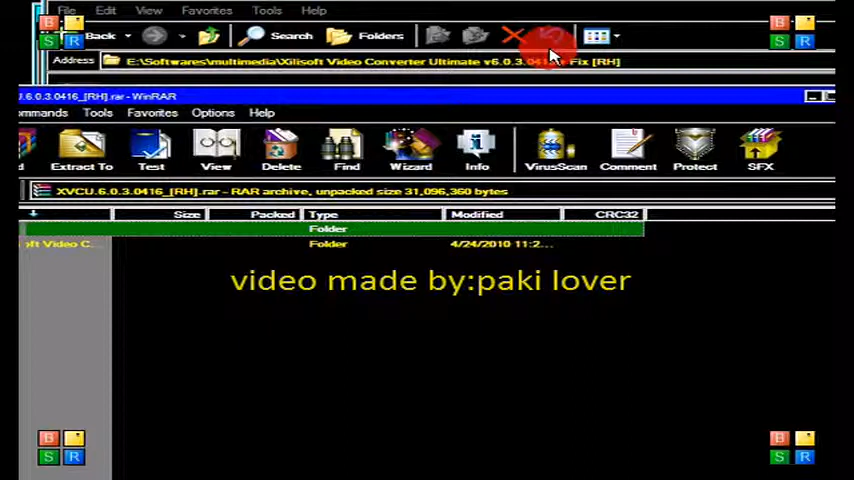 File Edit View Favorites Tools Help
B
S R
Back Search Folders
B
S R
Address E:\Softwares\multimedia\Xilisoft Video Converter Ultimate v6.0.3.0416 Fix [RH]
U.6.0.3.0416_[RH].rar - WinRAR
ommands Tools Favorites Options Help
Extract To Test View Delete Find Wizard Info VirusScan Comment Protect SFX
XVCU.6.0.3.0416_[RH].rar - RAR archive, unpacked size 31,096,360 bytes
Size Packed Type Modified CRC32
Folder
oft Video C... Folder 4/24/2010 11:2...
video made by:paki lover
B
S R
B
S R